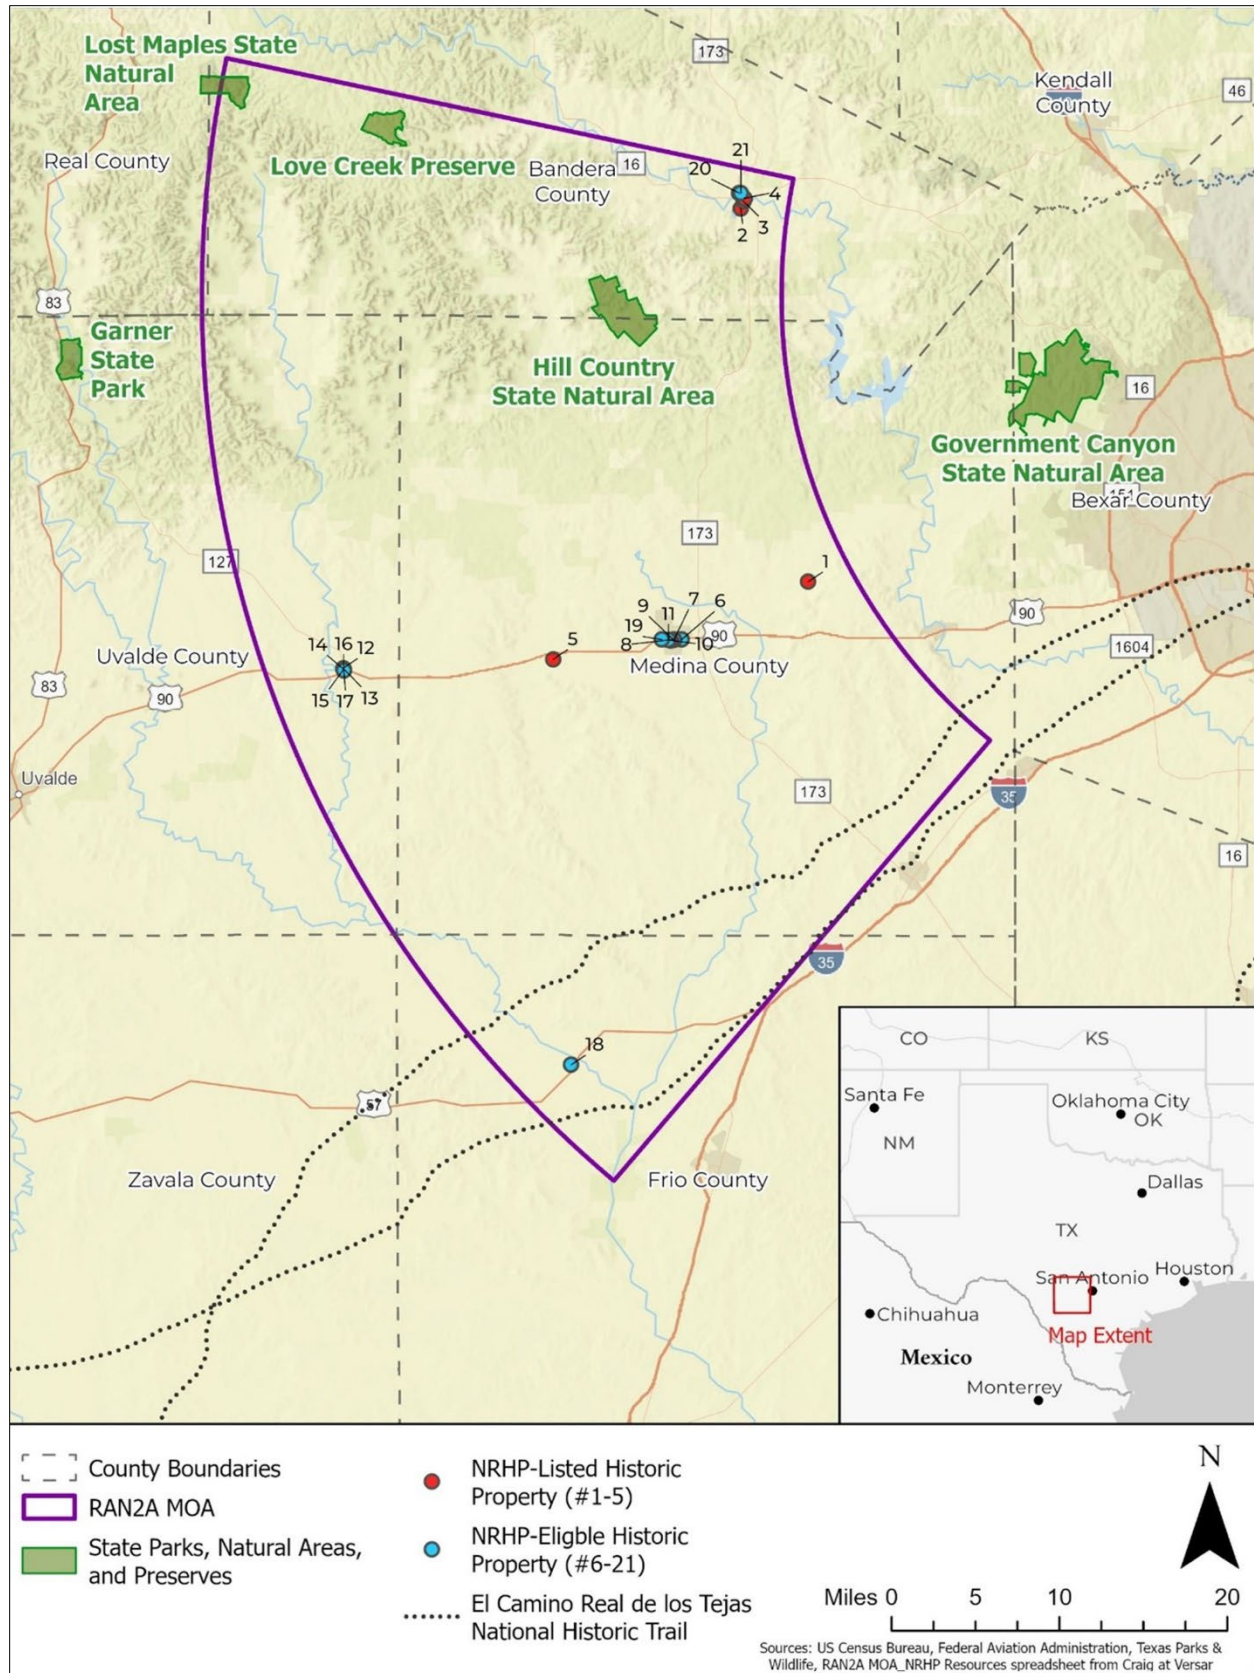 Lost Maples State
Natural
Area
173
Kendall
County
46
Real County
Love Creek Preserve
Bandera
County
16
21
20
4
3
2
83
Garner
State
Park
Hill Country
State Natural Area
16
Government Canyon
State Natural Area
151
Bexar County
173
127
1
90
9
11
7
6
19
8
10
90
5
Medina County
1604
Uvalde County
14
16
12
15
17
13
83
90
Uvalde
173
35
16
35
18
57
Zavala County
Frio County
CO
KS
Santa Fe
Oklahoma City
OK
NM
Dallas
TX
San Antonio
Houston
Chihuahua
Map Extent
Mexico
Monterrey
County Boundaries
RAN2A MOA
State Parks, Natural Areas,
and Preserves
NRHP-Listed Historic
Property (#1-5)
NRHP-Eligble Historic
Property (#6-21)
El Camino Real de los Tejas
National Historic Trail
N
Miles 0 5 10 20
Sources: US Census Bureau, Federal Aviation Administration, Texas Parks &
Wildlife, RAN2A MOA_NRHP Resources spreadsheet from Craig at Versar